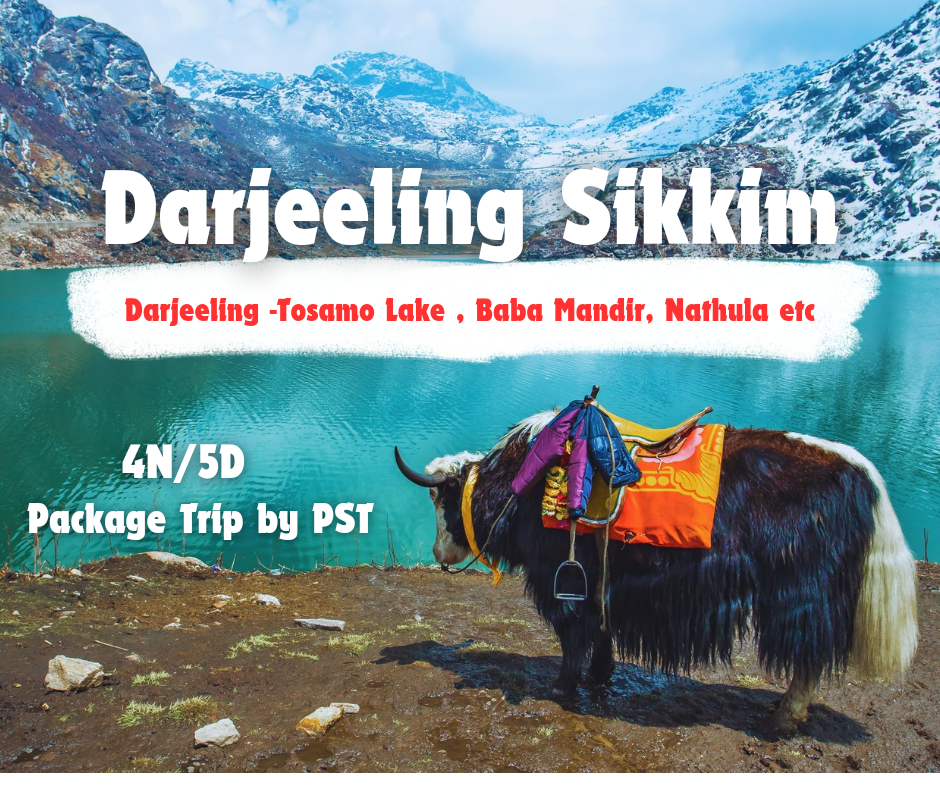 Darjeeling Sikkim
Darjeeling -Tosamo Lake , Baba Mandir, Nathula etc
4N/5D
Package Trip by PST